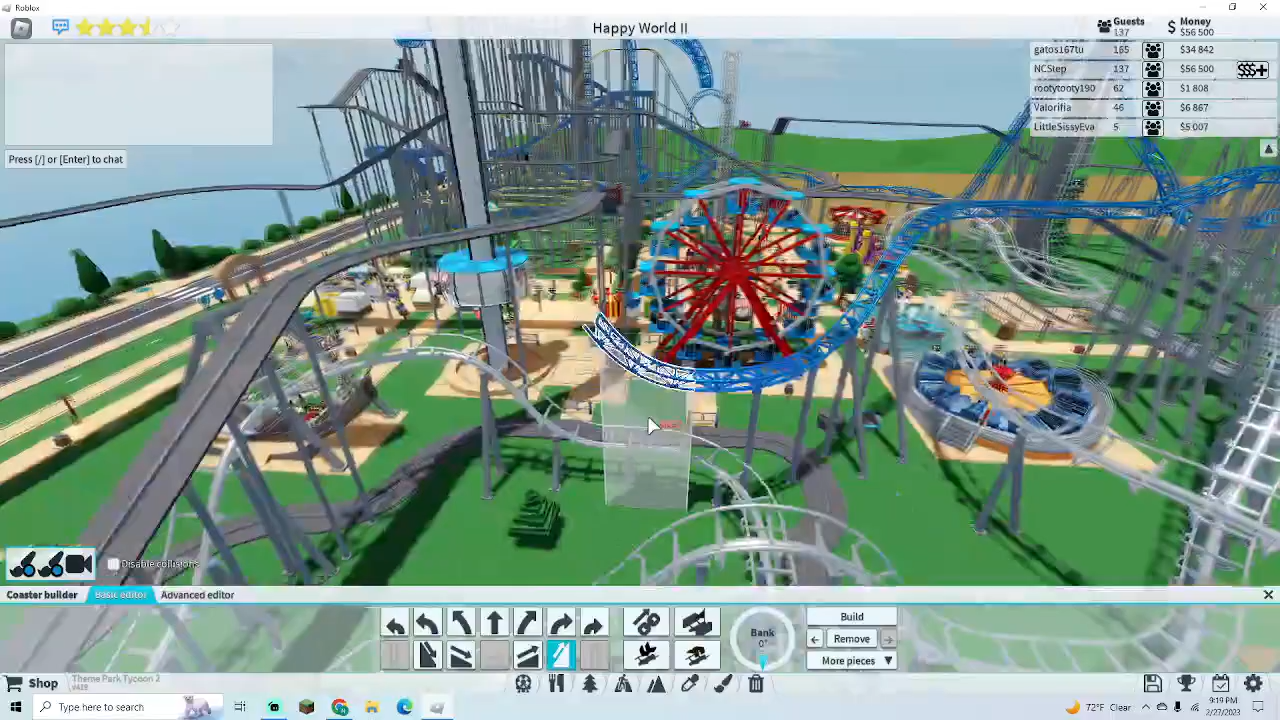 Roblox
Happy World II
Guests
137
Money
$56 500
gatos167tu 165 $34 842
NCStep 137 $56 500
rootytooty190 62 $1 808
Valorifia 46 $6 867
LittleSissyEva 5 $5 007
Press [/] or [Enter] to chat
Disable collisions
Coaster builder
Basic editor
Advanced editor
Bank
0°
Build
Remove
More pieces
Shop
Theme Park Tycoon 2
v419
Type here to search
72°F Clear
9:19 PM
2/27/2023